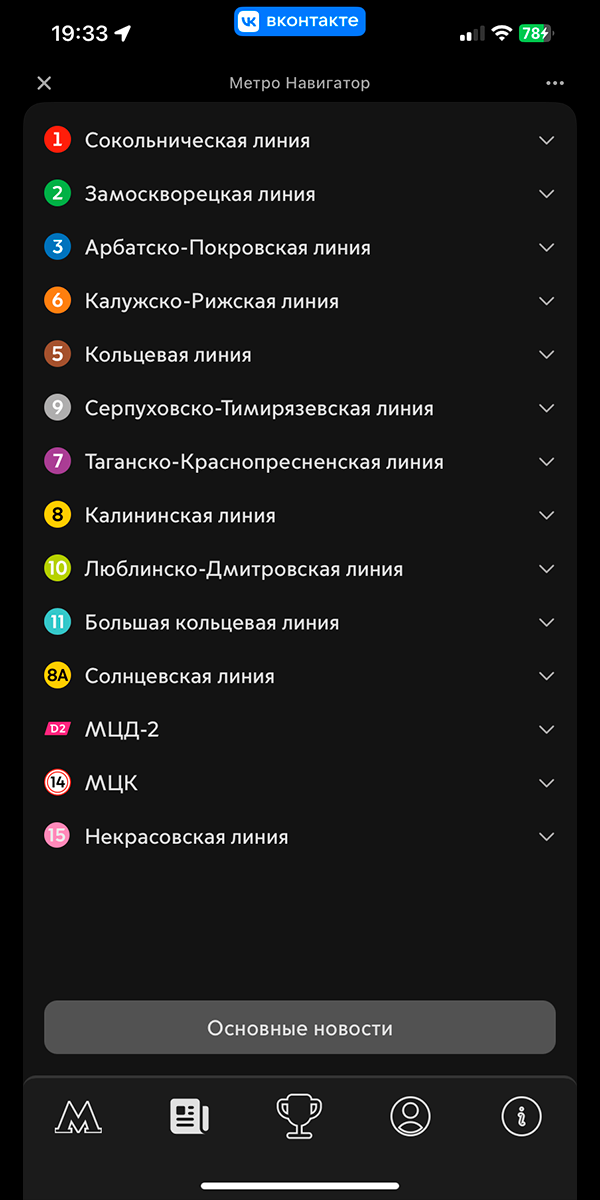 19:33
вконтакте
78
Метро Навигатор
1 Сокольническая линия
2 Замоскворецкая линия
3 Арбатско-Покровская линия
6 Калужско-Рижская линия
5 Кольцевая линия
9 Серпуховско-Тимирязевская линия
7 Таганско-Краснопресненская линия
8 Калининская линия
10 Люблинско-Дмитровская линия
11 Большая кольцевая линия
8А Солнцевская линия
D2 МЦД-2
14 МЦК
15 Некрасовская линия
Основные новости